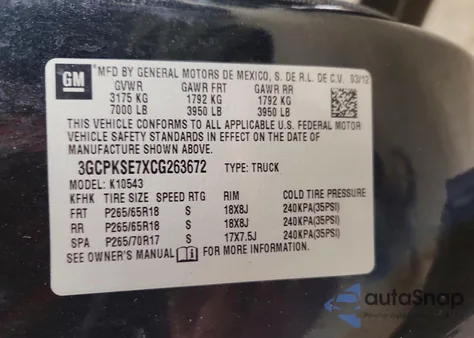 GM MFD BY GENERAL MOTORS DE MEXICO, S. DE R.L. DE C.V. 03/12
GVWR GAWR FRT GAWR RR
3175 KG 1792 KG 1792 KG
7000 LB 3950 LB 3950 LB
THIS VEHICLE CONFORMS TO ALL APPLICABLE U.S. FEDERAL MOTOR
VEHICLE SAFETY STANDARDS IN EFFECT ON THE DATE OF
MANUFACTURE SHOWN ABOVE.
3GCPKSE7XCG263672 TYPE: TRUCK
MODEL: K10543
KFHK TIRE SIZE SPEED RTG RIM COLD TIRE PRESSURE
FRT P265/65R18 S 18X8J 240KPA(35PSI)
RR P265/65R18 S 18X8J 240KPA(35PSI)
SPA P265/70R17 S 17X7.5J 240KPA(35PSI)
SEE OWNER'S MANUAL FOR MORE INFORMATION
autaSnap